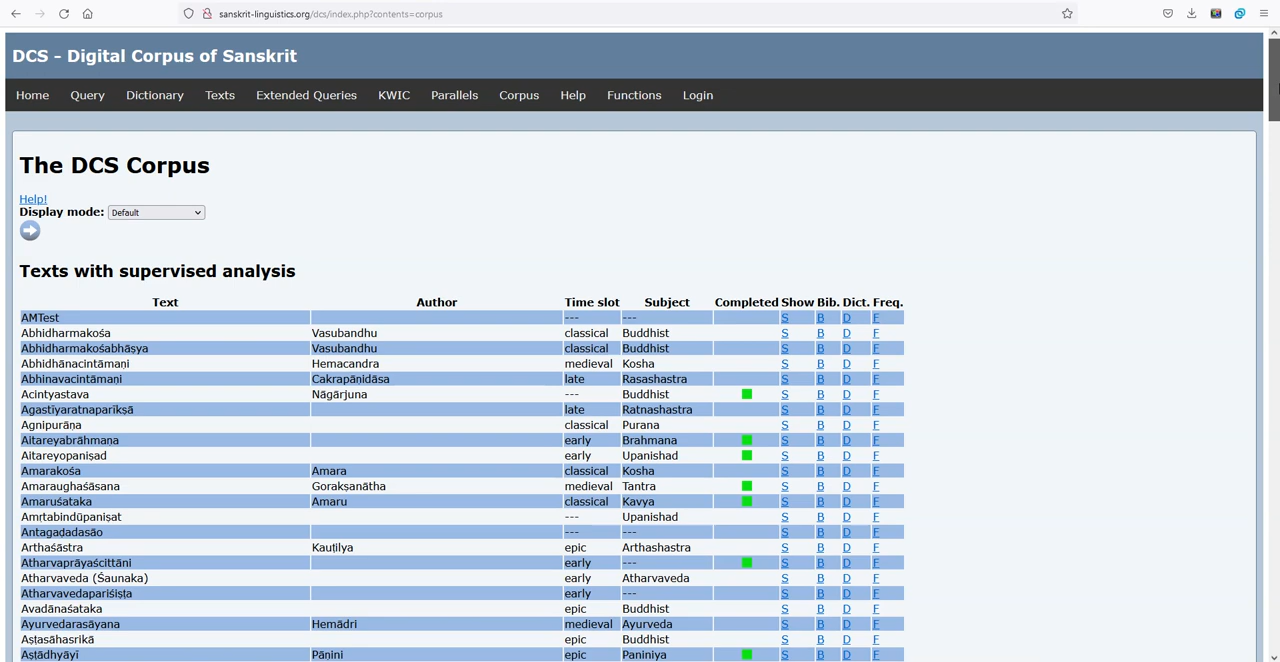 sanskrit-linguistics.org/dcs/index.php?contents=corpus
DCS - Digital Corpus of Sanskrit
Home Query Dictionary Texts Extended Queries KWIC Parallels Corpus Help Functions Login
The DCS Corpus
Help!
Display mode: Default
Texts with supervised analysis
Text Author Time slot Subject Completed Show Bib. Dict. Freq.
AMTest --- --- S B D F
Abhidharmakośa Vasubandhu classical Buddhist S B D F
Abhidharmakośabhāṣya Vasubandhu classical Buddhist S B D F
Abhidhānacintāmaṇi Hemacandra medieval Kosha S B D F
Abhinavacintāmaṇi Cakrapāṇidāsa late Rasashastra S B D F
Acintyastava Nāgārjuna --- Buddhist S B D F
Agastīyaratnaparīkṣā late Ratnashastra S B D F
Agnipurāṇa classical Purana S B D F
Aitareyabrāhmaṇa early Brahmana S B D F
Aitareyopaniṣad early Upanishad S B D F
Amarakośa Amara classical Kosha S B D F
Amaraughaśāsana Gorakṣanātha medieval Tantra S B D F
Amaruśataka Amaru classical Kavya S B D F
Amṛtabindūpaniṣat --- Upanishad S B D F
Antagaḍadasāo --- --- S B D F
Arthaśāstra Kauṭilya epic Arthashastra S B D F
Atharvaprāyaścittāni early --- S B D F
Atharvaveda (Śaunaka) early Atharvaveda S B D F
Atharvavedapariśiṣṭa early --- S B D F
Avadānaśataka epic Buddhist S B D F
Ayurvedarasāyana Hemādri medieval Ayurveda S B D F
Aṣṭasāhasrikā epic Buddhist S B D F
Aṣṭādhyāyī Pāṇini epic Paniniya S B D F